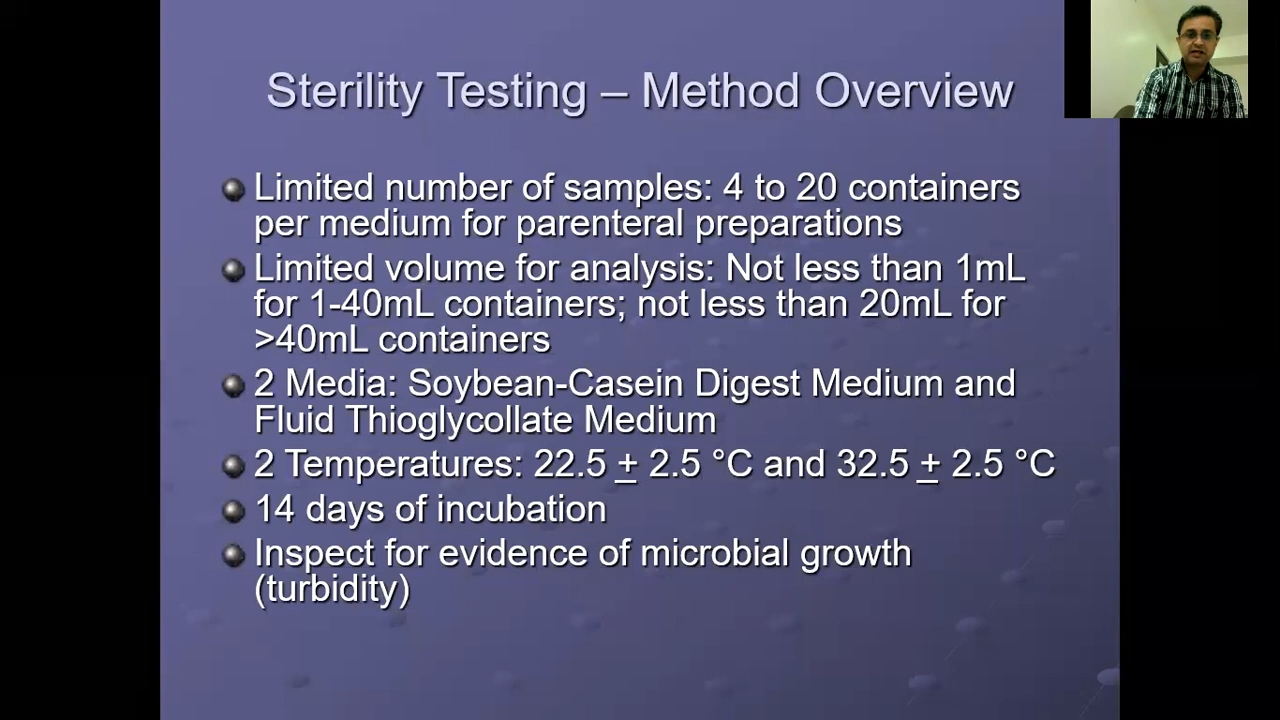 Sterility Testing – Method Overview
Limited number of samples: 4 to 20 containers
per medium for parenteral preparations
Limited volume for analysis: Not less than 1mL
for 1-40mL containers; not less than 20mL for
>40mL containers
2 Media: Soybean-Casein Digest Medium and
Fluid Thioglycollate Medium
2 Temperatures: 22.5 ± 2.5 °C and 32.5 ± 2.5 °C
14 days of incubation
Inspect for evidence of microbial growth
(turbidity)